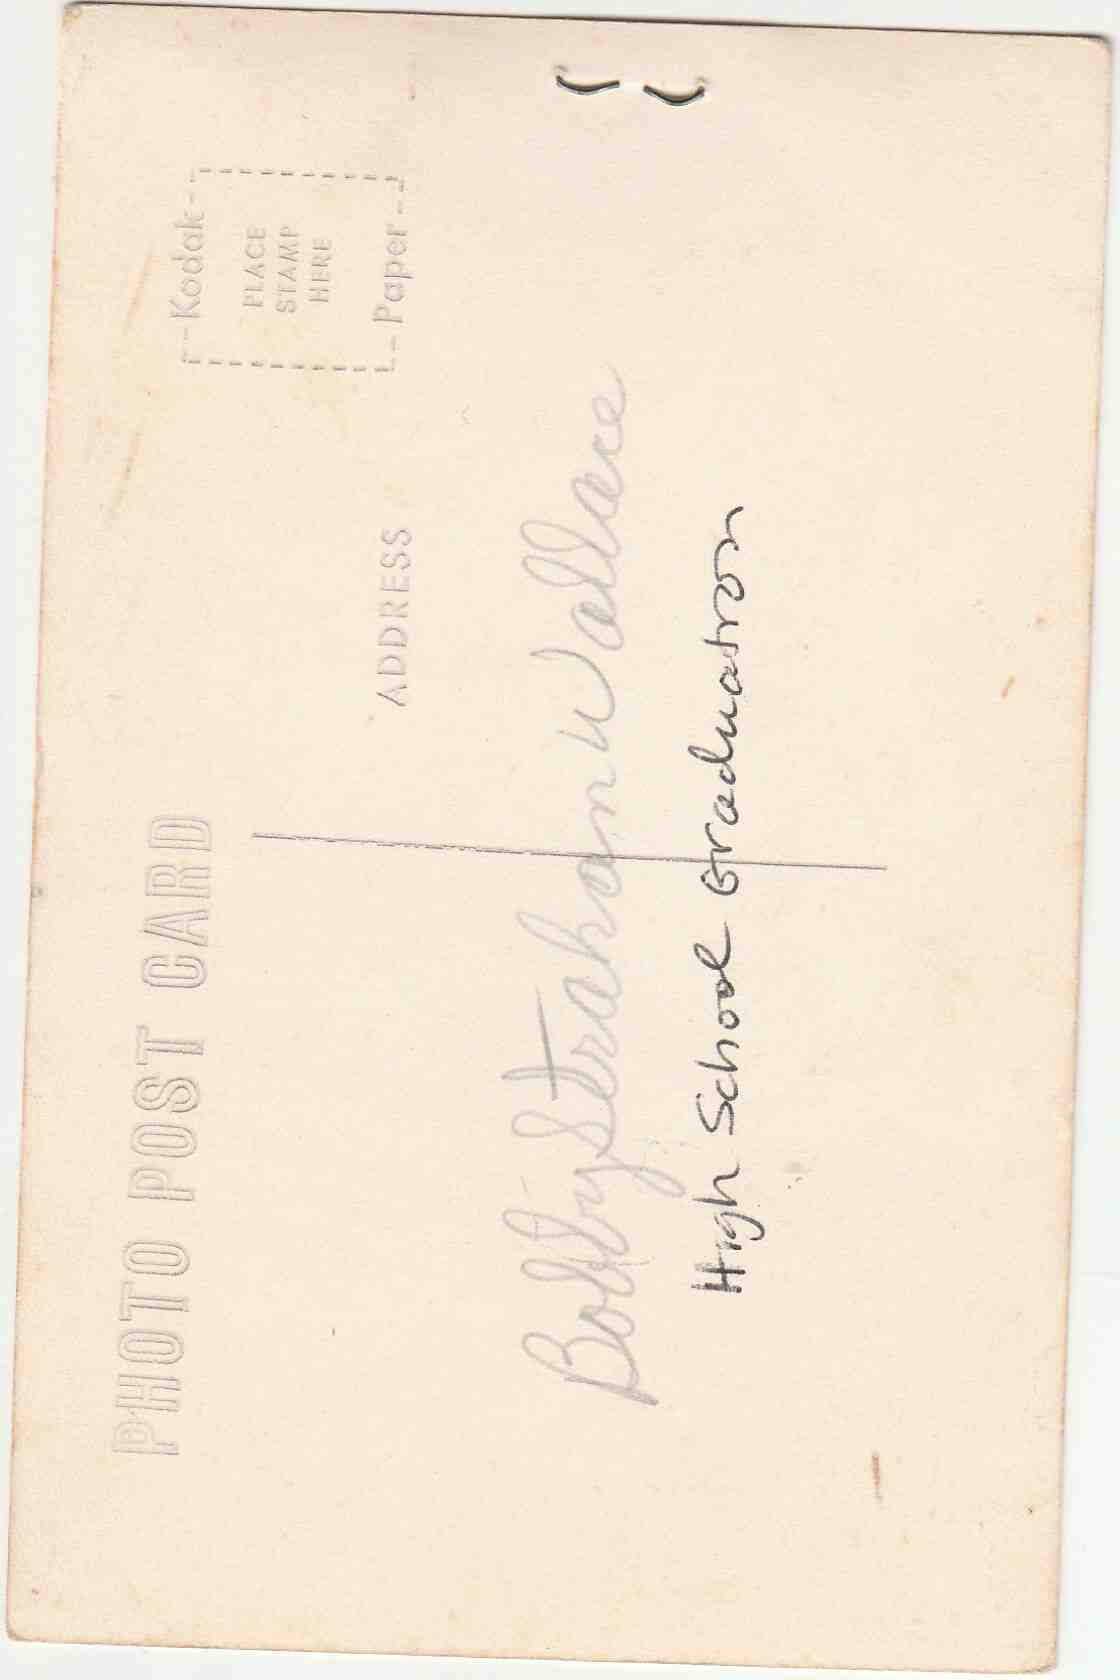 PHOTO POST CARD
Kodak
PLACE
STAMP
HERE
Paper
ADDRESS
Bobby Strahan Wallace
High School Graduation